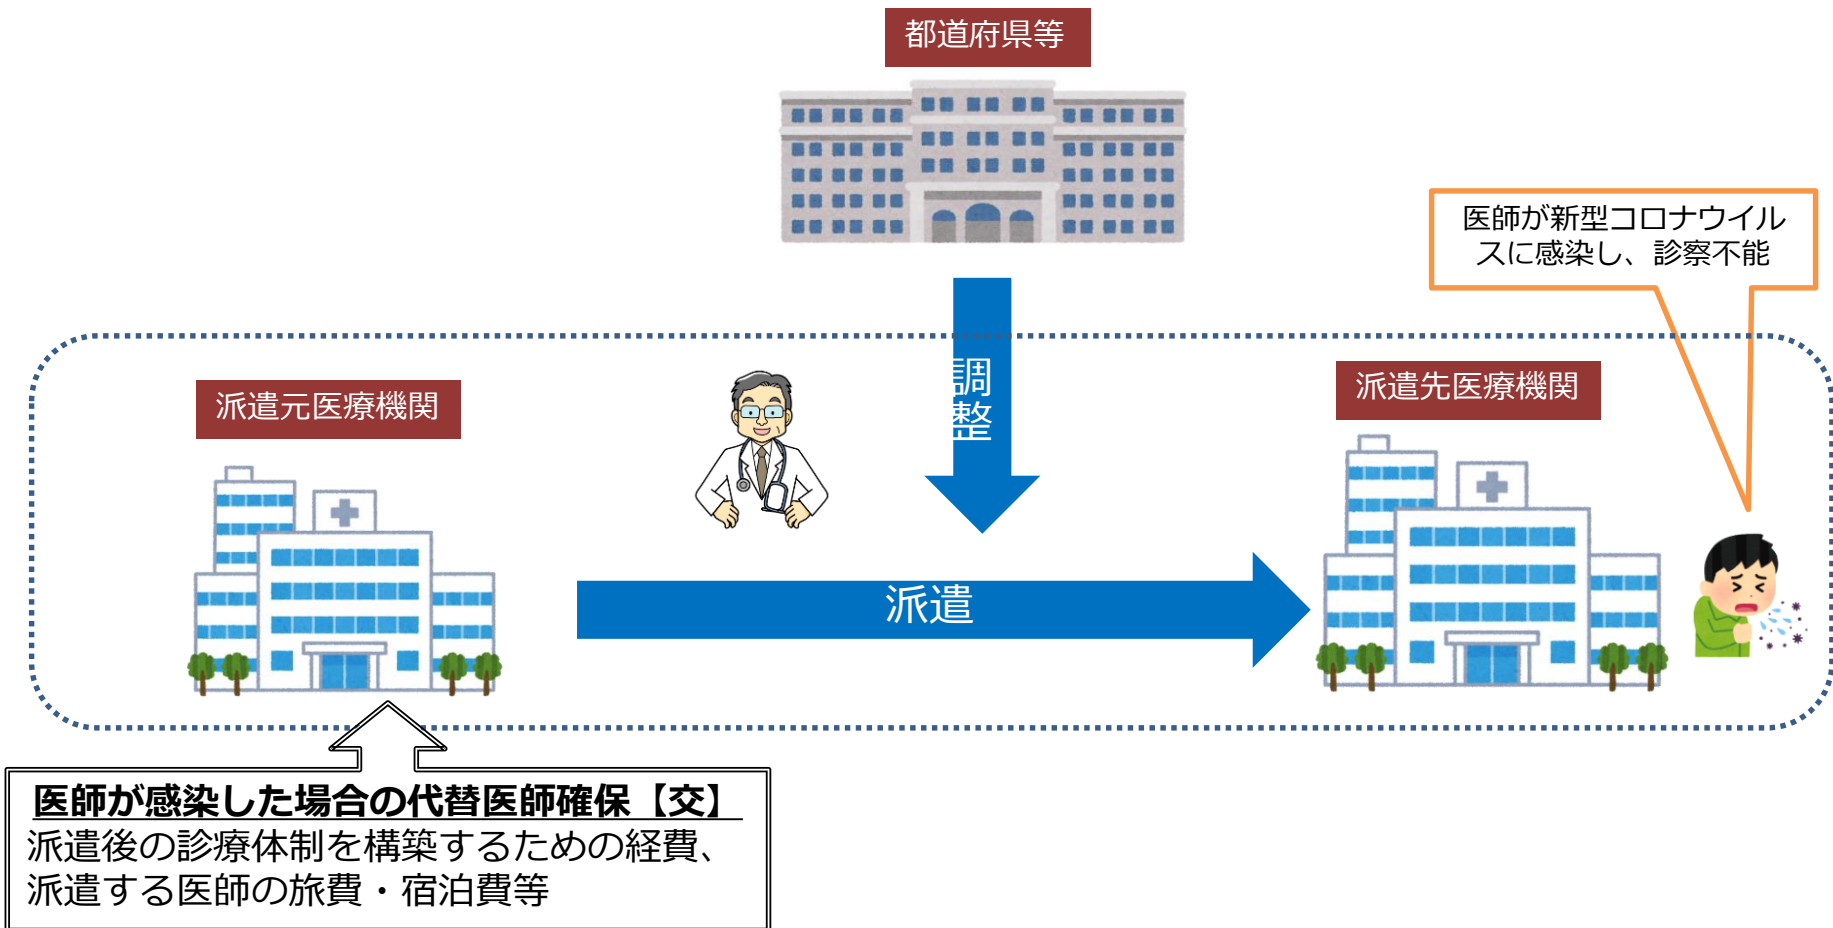 都道府県等
医師が新型コロナウイル
スに感染し、診察不能
調整
派遣元医療機関
派遣先医療機関
派遣
医師が感染した場合の代替医師確保【交】
派遣後の診療体制を構築するための経費、
派遣する医師の旅費・宿泊費等